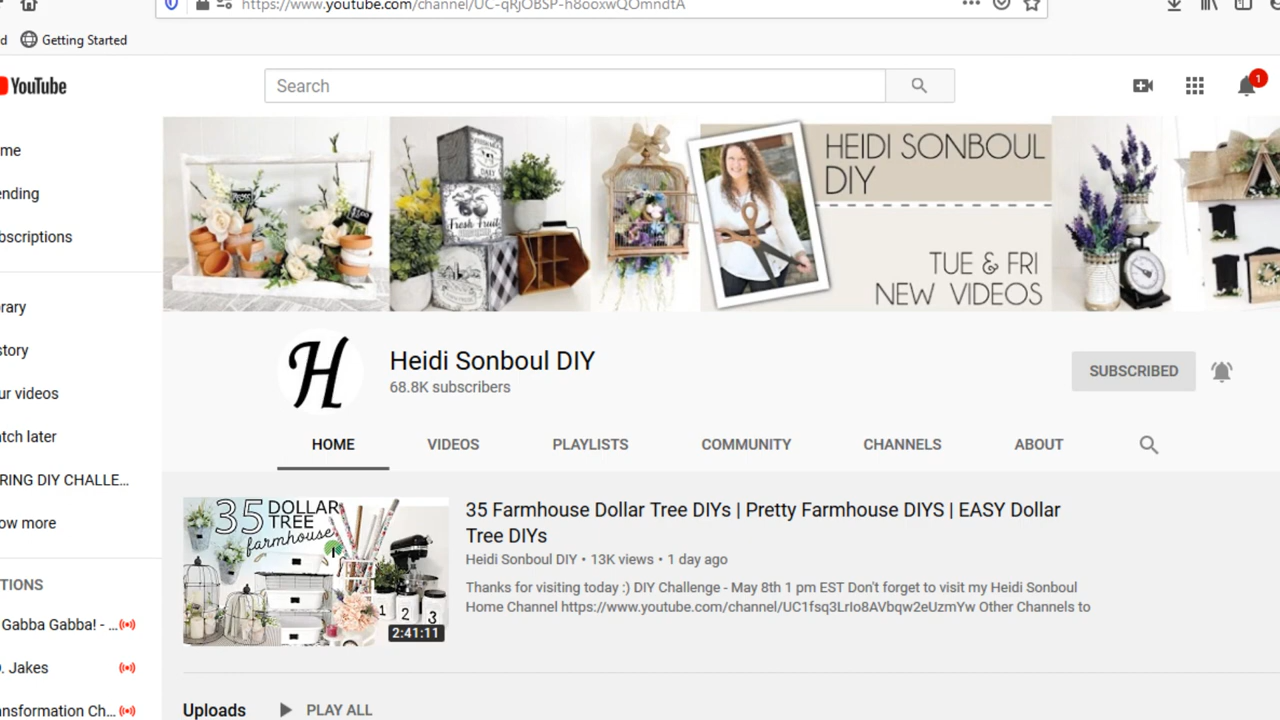 https://www.youtube.com/channel/UC-qRjOBSP-h8ooxwQOmndtA
d Getting Started
YouTube
Search
1
me
ending
bscriptions
rary
story
ur videos
tch later
RING DIY CHALLE...
ow more
TIONS
Gabba Gabba! - ...
. Jakes
ansformation Ch...
HEIDI SONBOUL
DIY
TUE & FRI
NEW VIDEOS
DAILY
Fresh Fruit
Heidi Sonboul DIY
68.8K subscribers
SUBSCRIBED
HOME VIDEOS PLAYLISTS COMMUNITY CHANNELS ABOUT
35 DOLLAR
TREE
farmhouse
1 2 3
2:41:11
35 Farmhouse Dollar Tree DIYs | Pretty Farmhouse DIYS | EASY Dollar
Tree DIYs
Heidi Sonboul DIY • 13K views • 1 day ago
Thanks for visiting today :) DIY Challenge - May 8th 1 pm EST Don't forget to visit my Heidi Sonboul
Home Channel https://www.youtube.com/channel/UC1fsq3LrIo8AVbqw2eUzmYw Other Channels to
Uploads PLAY ALL